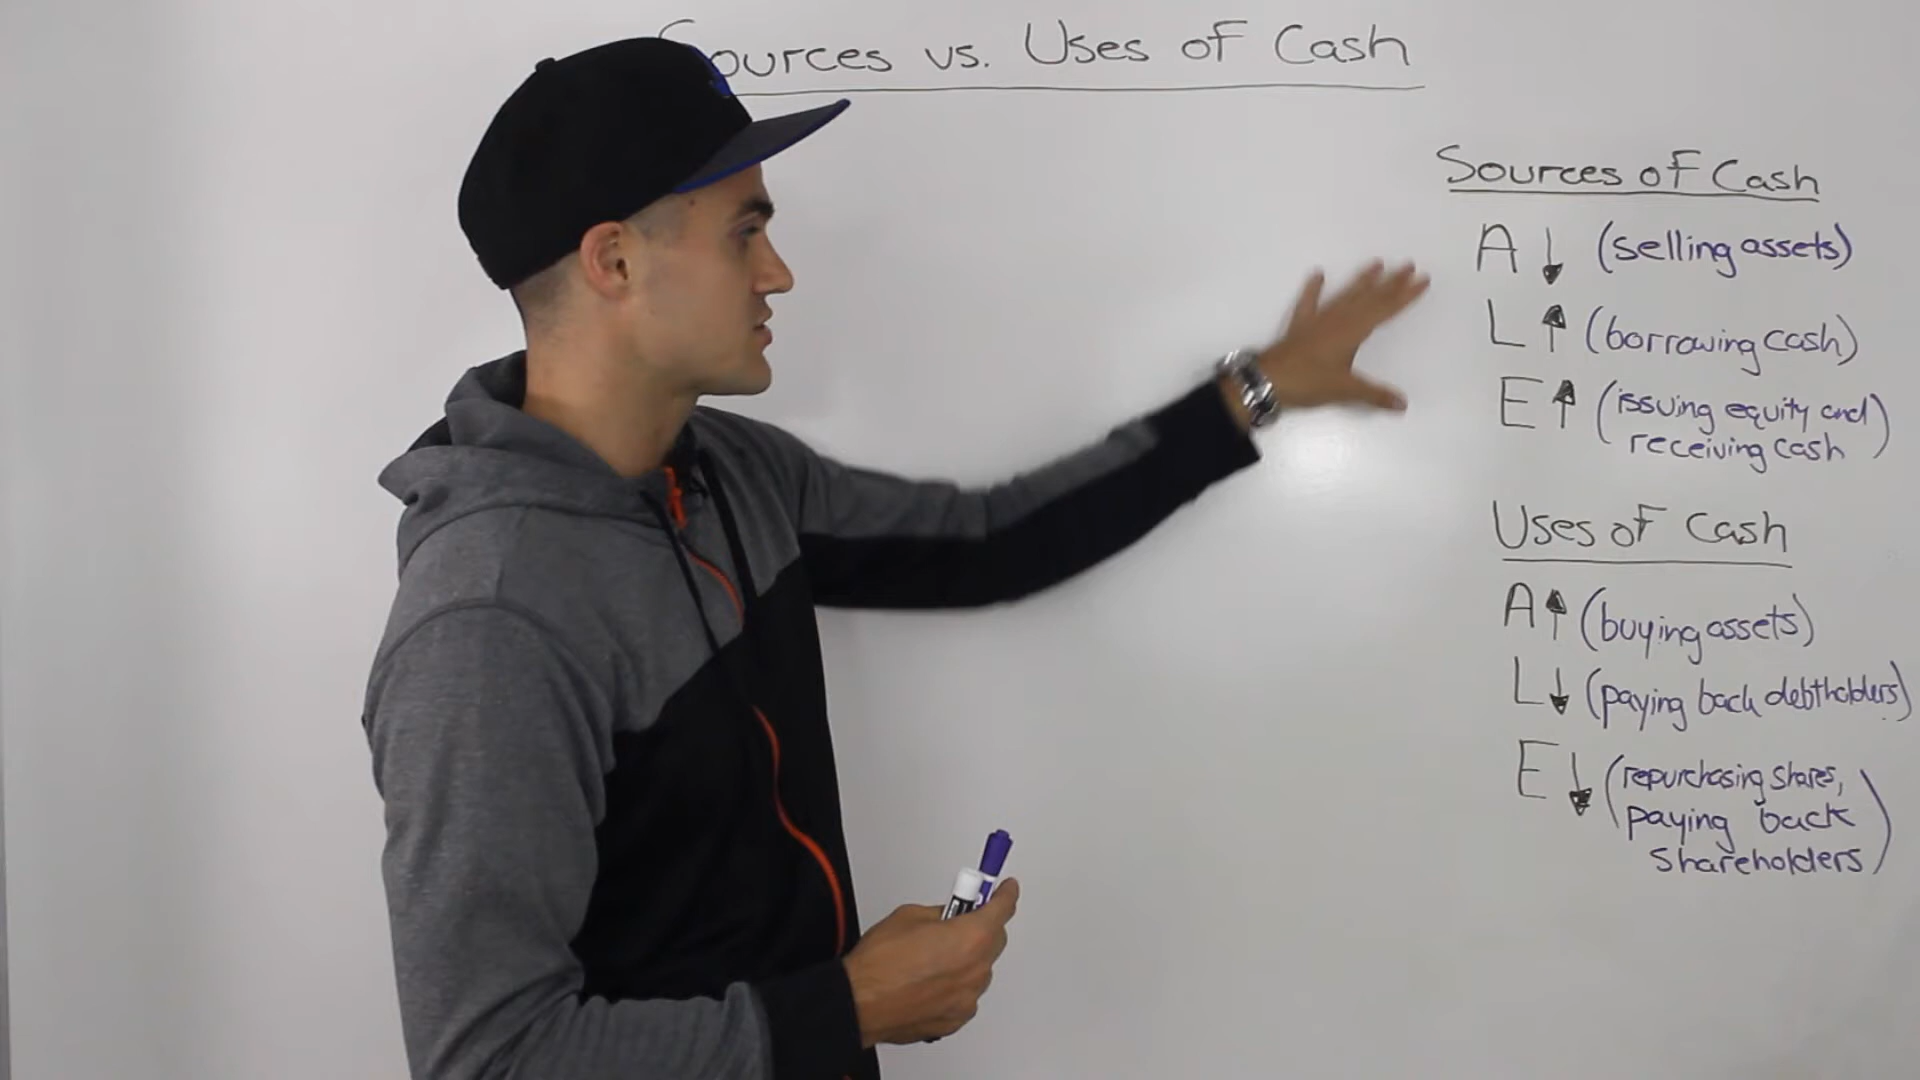 Sources vs. Uses of Cash
Sources of Cash
A ↓ (selling assets)
L ↑ (borrowing cash)
E ↑ (issuing equity and
receiving cash)
Uses of Cash
A ↑ (buying assets)
L ↓ (paying back debtholders)
E ↓ (repurchasing shares,
paying back
shareholders)